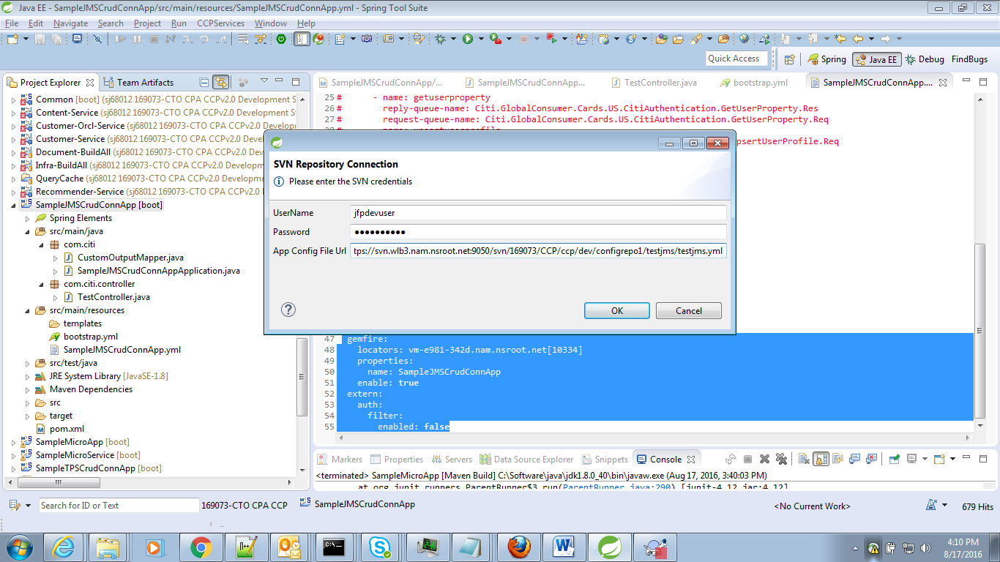 Java EE - SampleJMSCrudConnApp/src/main/resources/SampleJMSCrudConnApp.yml - Spring Tool Suite
File Edit Navigate Search Project Run CCPServices Window Help
Quick Access
Spring Java EE Debug FindBugs
Project Explorer Team Artifacts
SampleJMSCrudConnApp/... SampleJMSCrudConnApp... TestController.java bootstrap.yml SampleJMSCrudConnApp....
Common [boot] (sj68012 169073-CTO CPA CCPv2.0 Development S
Content-Service (sj68012 169073-CTO CPA CCPv2.0 Development St
Customer-Orcl-Service (sj68012 169073-CTO CPA CCPv2.0 Develop
Customer-Service (sj68012 169073-CTO CPA CCPv2.0 Development
Document-BuildAll (sj68012 169073-CTO CPA CCPv2.0
Infra-BuildAll (sj68012 169073-CTO CPA CCPv2.0 Developm
QueryCache (sj68012 169073-CTO CPA CCPv2.0 Developme
Recommender-Service (sj68012 169073-CTO CPA CCPv2.0
SampleJMSCrudConnApp [boot]
Spring Elements
src/main/java
com.citi
CustomOutputMapper.java
SampleJMSCrudConnAppApplication.java
com.citi.controller
TestController.java
src/main/resources
templates
bootstrap.yml
SampleJMSCrudConnApp.yml
src/test/java
JRE System Library [JavaSE-1.8]
Maven Dependencies
src
target
pom.xml
SampleMicroApp [boot]
SampleMicroService [boot]
SampleTPSCrudConnApp [boot]
25 # - name: getuserproperty
26 # reply-queue-name: Citi.GlobalConsumer.Cards.US.CitiAuthentication.GetUserProperty.Res
27 # request-queue-name: Citi.GlobalConsumer.Cards.US.CitiAuthentication.GetUserProperty.Req
psertUserProfile.Req
SVN Repository Connection
Please enter the SVN credentials
UserName jfpdevuser
Password ●●●●●●●●●●
App Config File Url tps://svn.wlb3.nam.nsroot.net:9050/svn/169073/CCP/ccp/dev/configrepo1/testjms/testjms.yml
OK Cancel
47 gemfire:
48 locators: vm-e981-342d.nam.nsroot.net[10334]
49 properties:
50 name: SampleJMSCrudConnApp
51 enable: true
52 extern:
53 auth:
54 filter:
55 enabled: false
Markers Properties Servers Data Source Explorer Snippets Console
<terminated> SampleMicroApp [Maven Build] C:\Software\java\jdk1.8.0_40\bin\javaw.exe (Aug 17, 2016, 3:40:03 PM)
at org.junit.runners.ParentRunner$3.run(ParentRunner.java:290) [junit-4.12.jar:4.12]
Search for ID or Text 169073-CTO CPA CCP SampleJMSCrudConnApp <No Current Work> 679 Hits
4:10 PM
8/17/2016